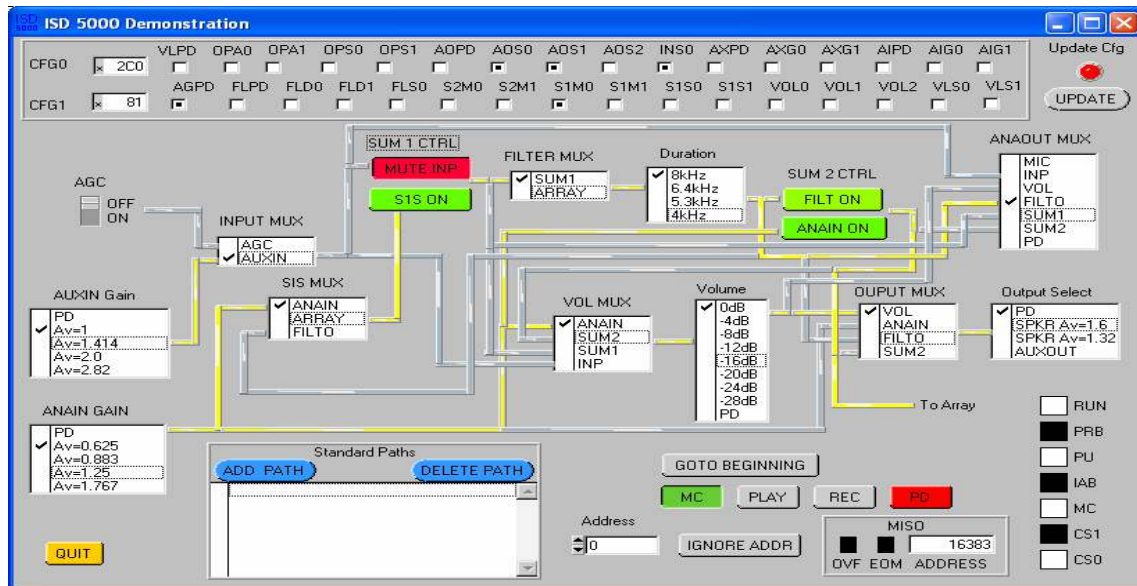 ISD 5000 Demonstration
VLPD OPA0 OPA1 OPS0 OPS1 AOPD AOS0 AOS1 AOS2 INS0 AXPD AXG0 AXG1 AIPD AIG0 AIG1
Update Cfg
CFG0 x 2C0
AGPD FLPD FLD0 FLD1 FLS0 S2M0 S2M1 S1M0 S1M1 S1S0 S1S1 VOL0 VOL1 VOL2 VLS0 VLS1
CFG1 x 81
UPDATE
SUM 1 CTRL
MUTE INP
S1S ON
FILTER MUX
SUM1
ARRAY
Duration
8kHz
6.4kHz
5.3kHz
4kHz
SUM 2 CTRL
FILT ON
ANAIN ON
ANAOUT MUX
MIC
INP
VOL
FILTO
SUM1
SUM2
PD
AGC
OFF
ON
INPUT MUX
AGC
AUXIN
SIS MUX
ANAIN
ARRAY
FILTO
AUXIN Gain
PD
Av=1
Av=1.414
Av=2.0
Av=2.82
VOL MUX
ANAIN
SUM2
SUM1
INP
Volume
0dB
-4dB
-8dB
-12dB
-16dB
-20dB
-24dB
-28dB
PD
OUPUT MUX
VOL
ANAIN
FILTO
SUM2
Output Select
PD
SPKR Av=1.6
SPKR Av=1.32
AUXOUT
To Array
ANAIN GAIN
PD
Av=0.625
Av=0.883
Av=1.25
Av=1.767
Standard Paths
ADD PATH DELETE PATH
GOTO BEGINNING
MC PLAY REC PD
Address
0
IGNORE ADDR
MISO
16383
OVF EOM ADDRESS
RUN
PRB
PU
IAB
MC
CS1
CS0
QUIT